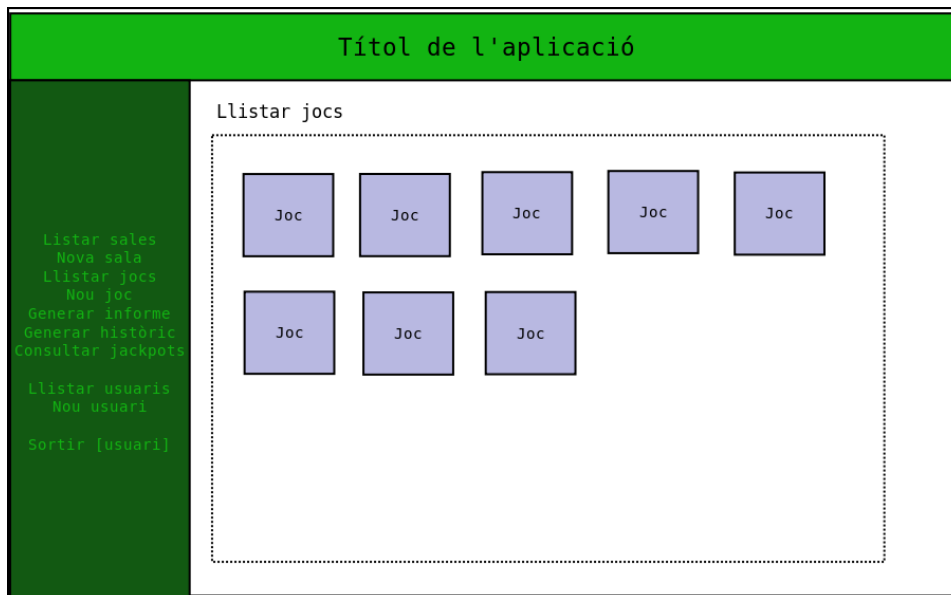 Títol de l'aplicació
Llistar jocs
Listar sales
Nova sala
Llistar jocs
Nou joc
Generar informe
Generar històric
Consultar jackpots
Llistar usuaris
Nou usuari
Sortir [usuari]
Joc
Joc
Joc
Joc
Joc
Joc
Joc
Joc